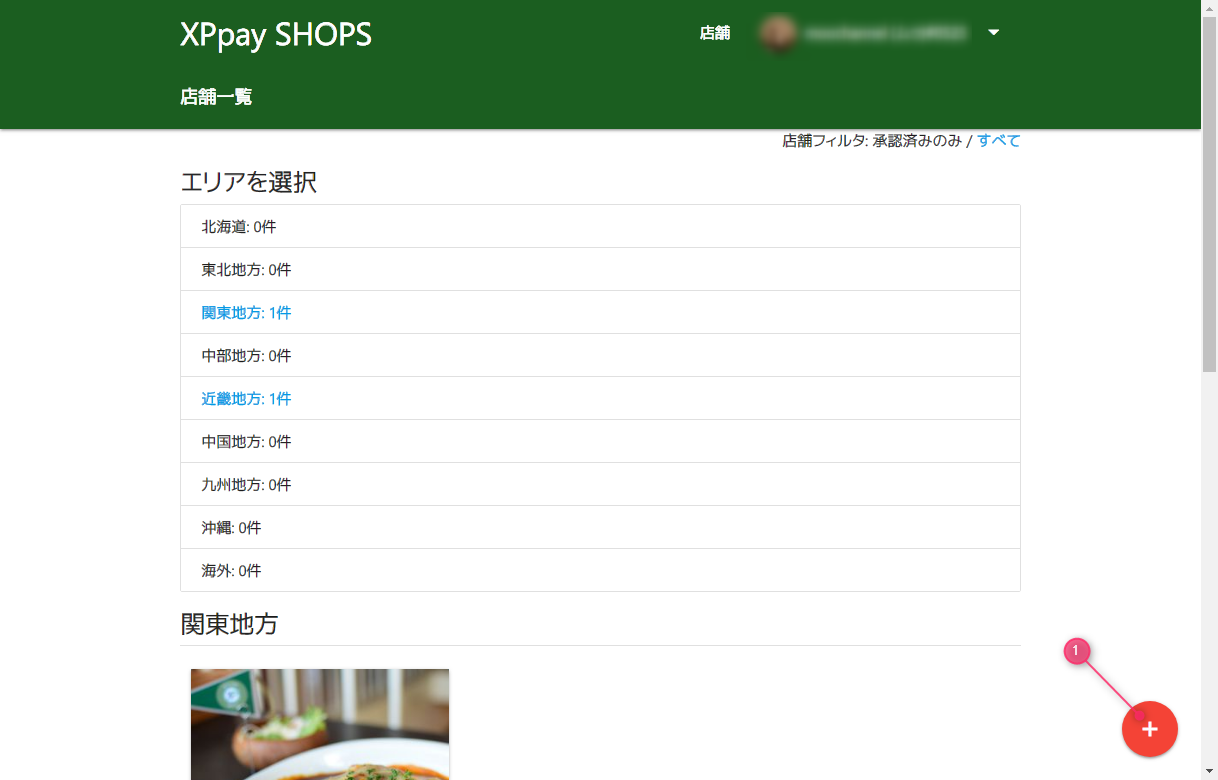 XPpay SHOPS
店舗
店舗一覧
店舗フィルタ: 承認済みのみ / すべて
エリアを選択
北海道: 0件
東北地方: 0件
関東地方: 1件
中部地方: 0件
近畿地方: 1件
中国地方: 0件
九州地方: 0件
沖縄: 0件
海外: 0件
関東地方
1
+